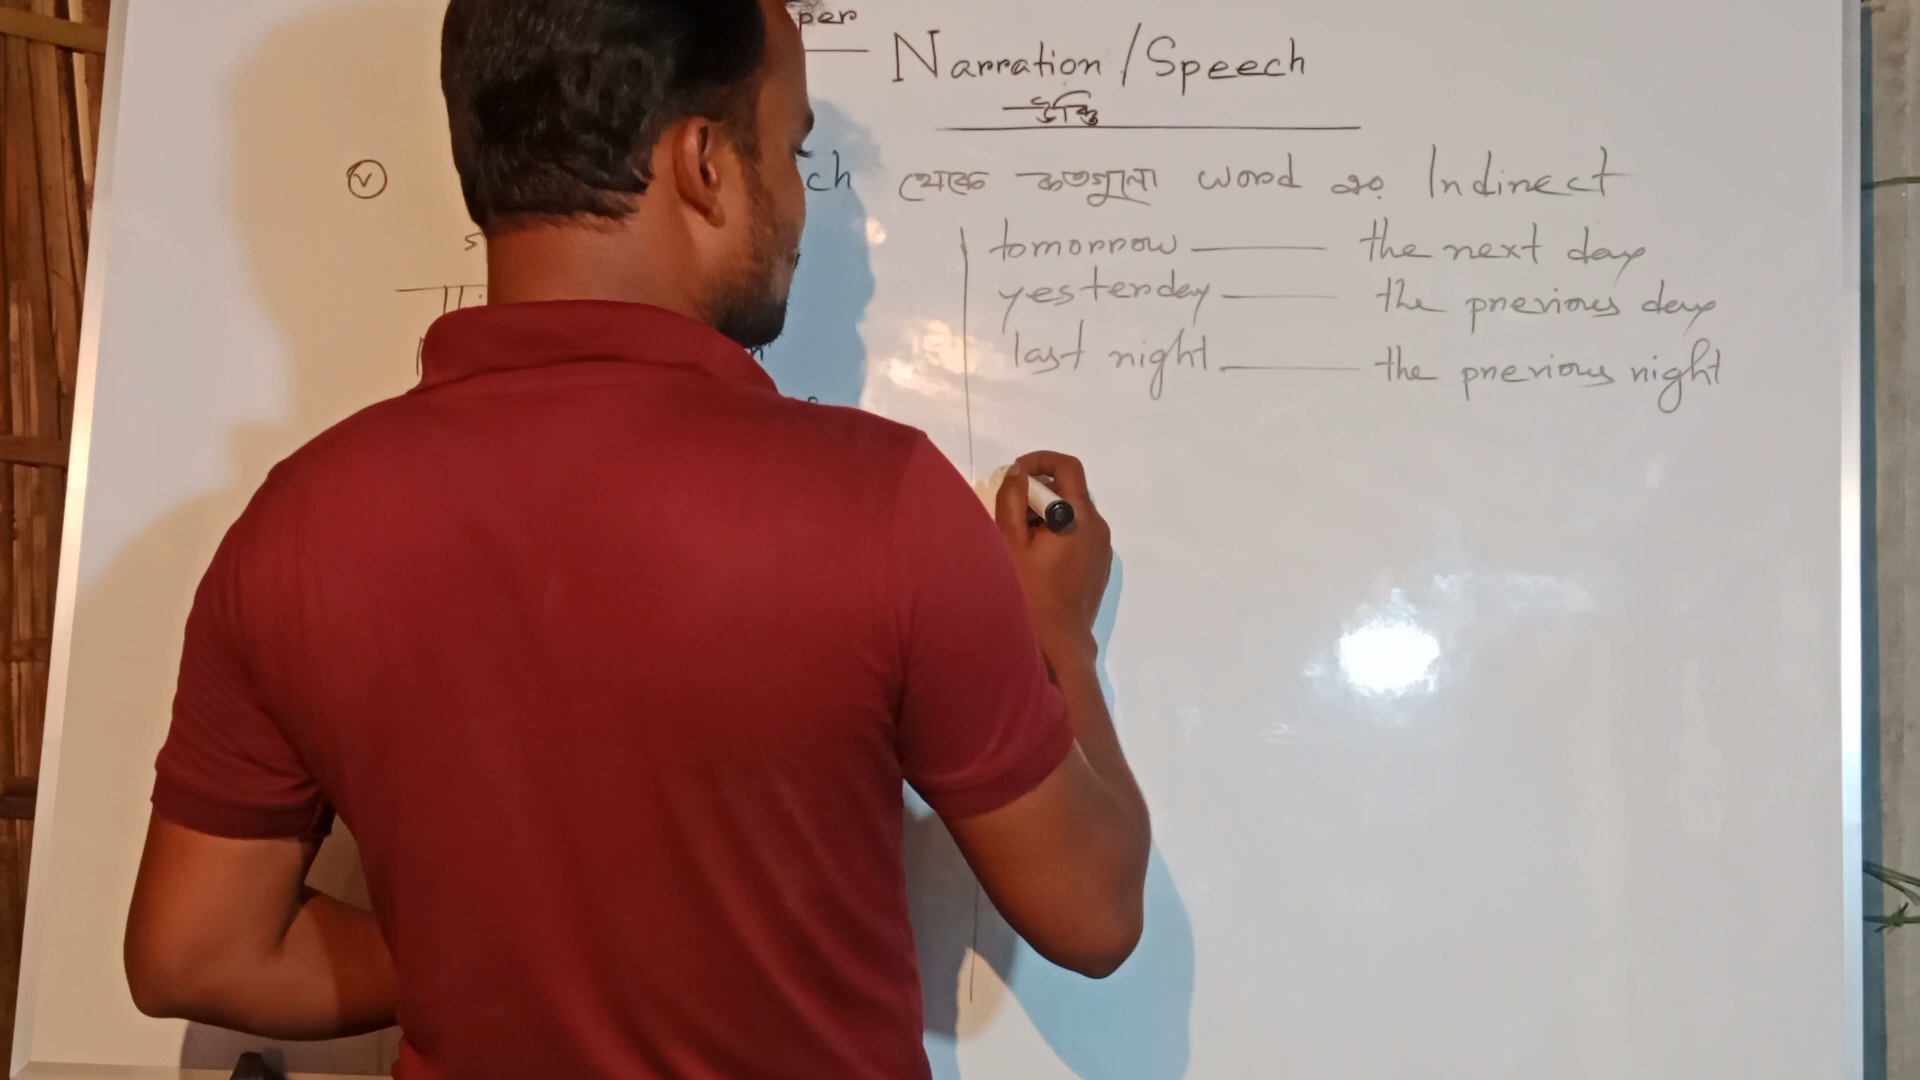 per
Narration / Speech
উক্তি
v ch থেকে কতগুলো word এর Indirect
tomorrow — the next day
yesterday — the previous day
last night — the previous night